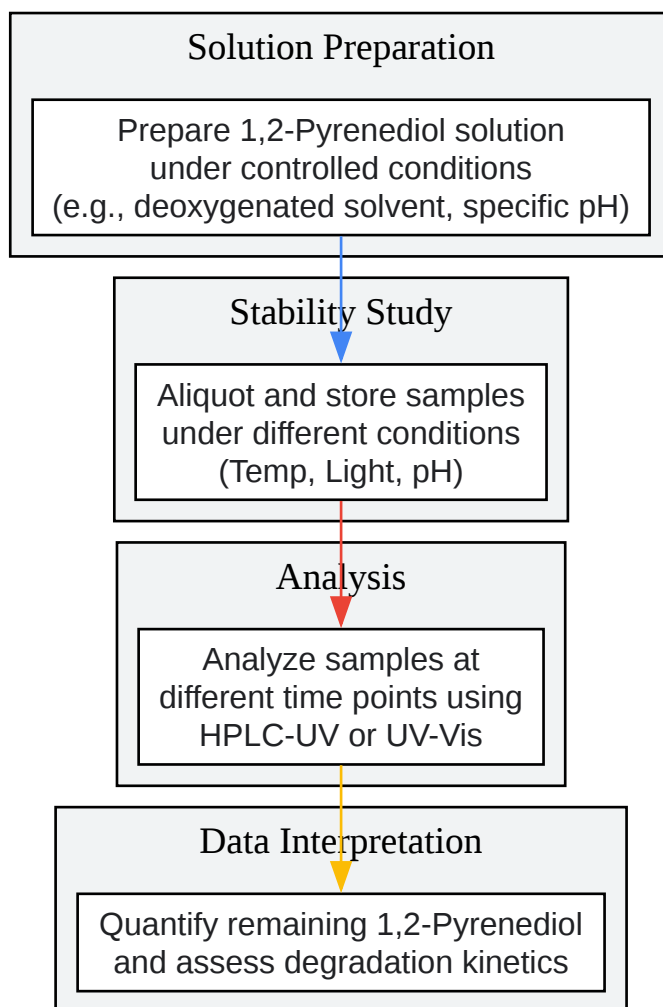 Solution Preparation
Prepare 1,2-Pyrenediol solution
under controlled conditions
(e.g., deoxygenated solvent, specific pH)
Stability Study
Aliquot and store samples
under different conditions
(Temp, Light, pH)
Analysis
Analyze samples at
different time points using
HPLC-UV or UV-Vis
Data Interpretation
Quantify remaining 1,2-Pyrenediol
and assess degradation kinetics